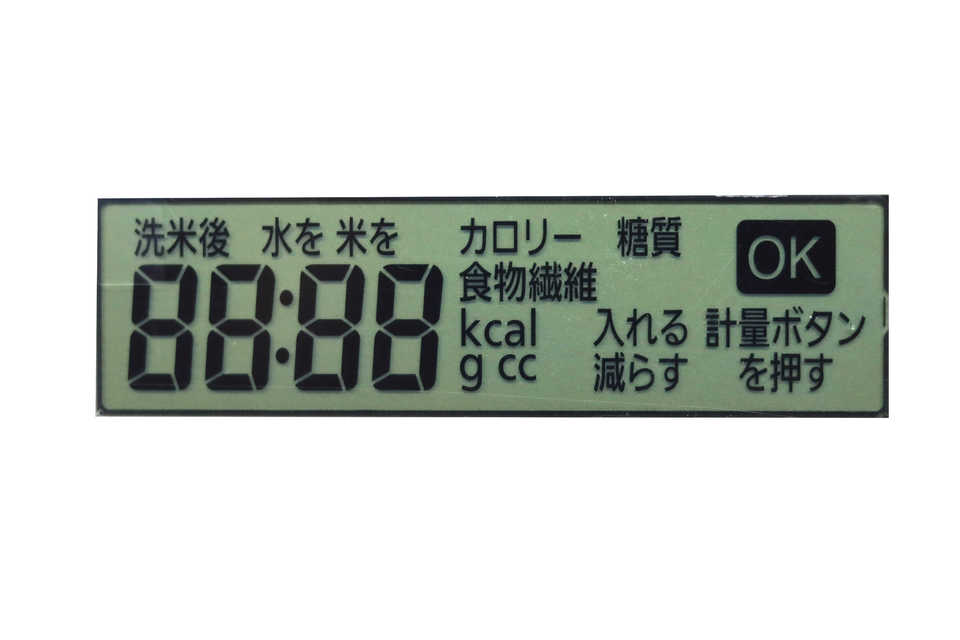 洗米後 水を 米を
88:88
カロリー 糖質
食物繊維
kcal
g cc
入れる
減らす
OK
計量ボタン
を押す